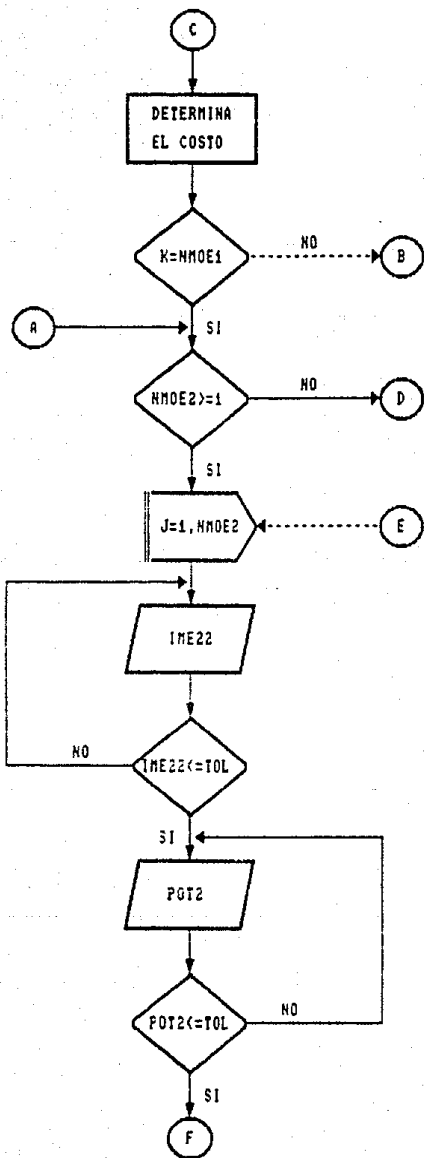 C
DETERMINA
EL COSTO
K=NMOE1
NO
B
A
SI
NMOE2>=1
NO
D
SI
J=1,NMOE2
E
IME22
NO
IME22<=TOL
SI
POT2
POT2<=TOL
NO
SI
F